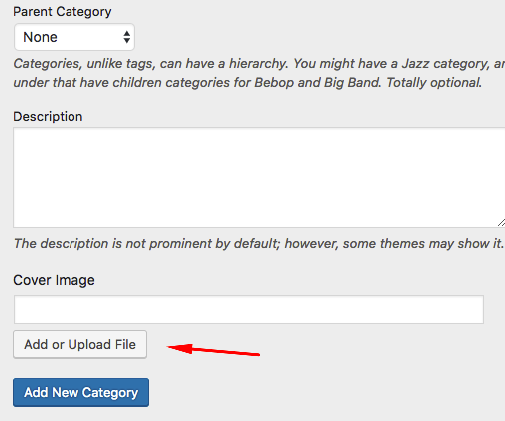 Parent Category
None
Categories, unlike tags, can have a hierarchy. You might have a Jazz category, an
under that have children categories for Bebop and Big Band. Totally optional.
Description
The description is not prominent by default; however, some themes may show it.
Cover Image
Add or Upload File
Add New Category